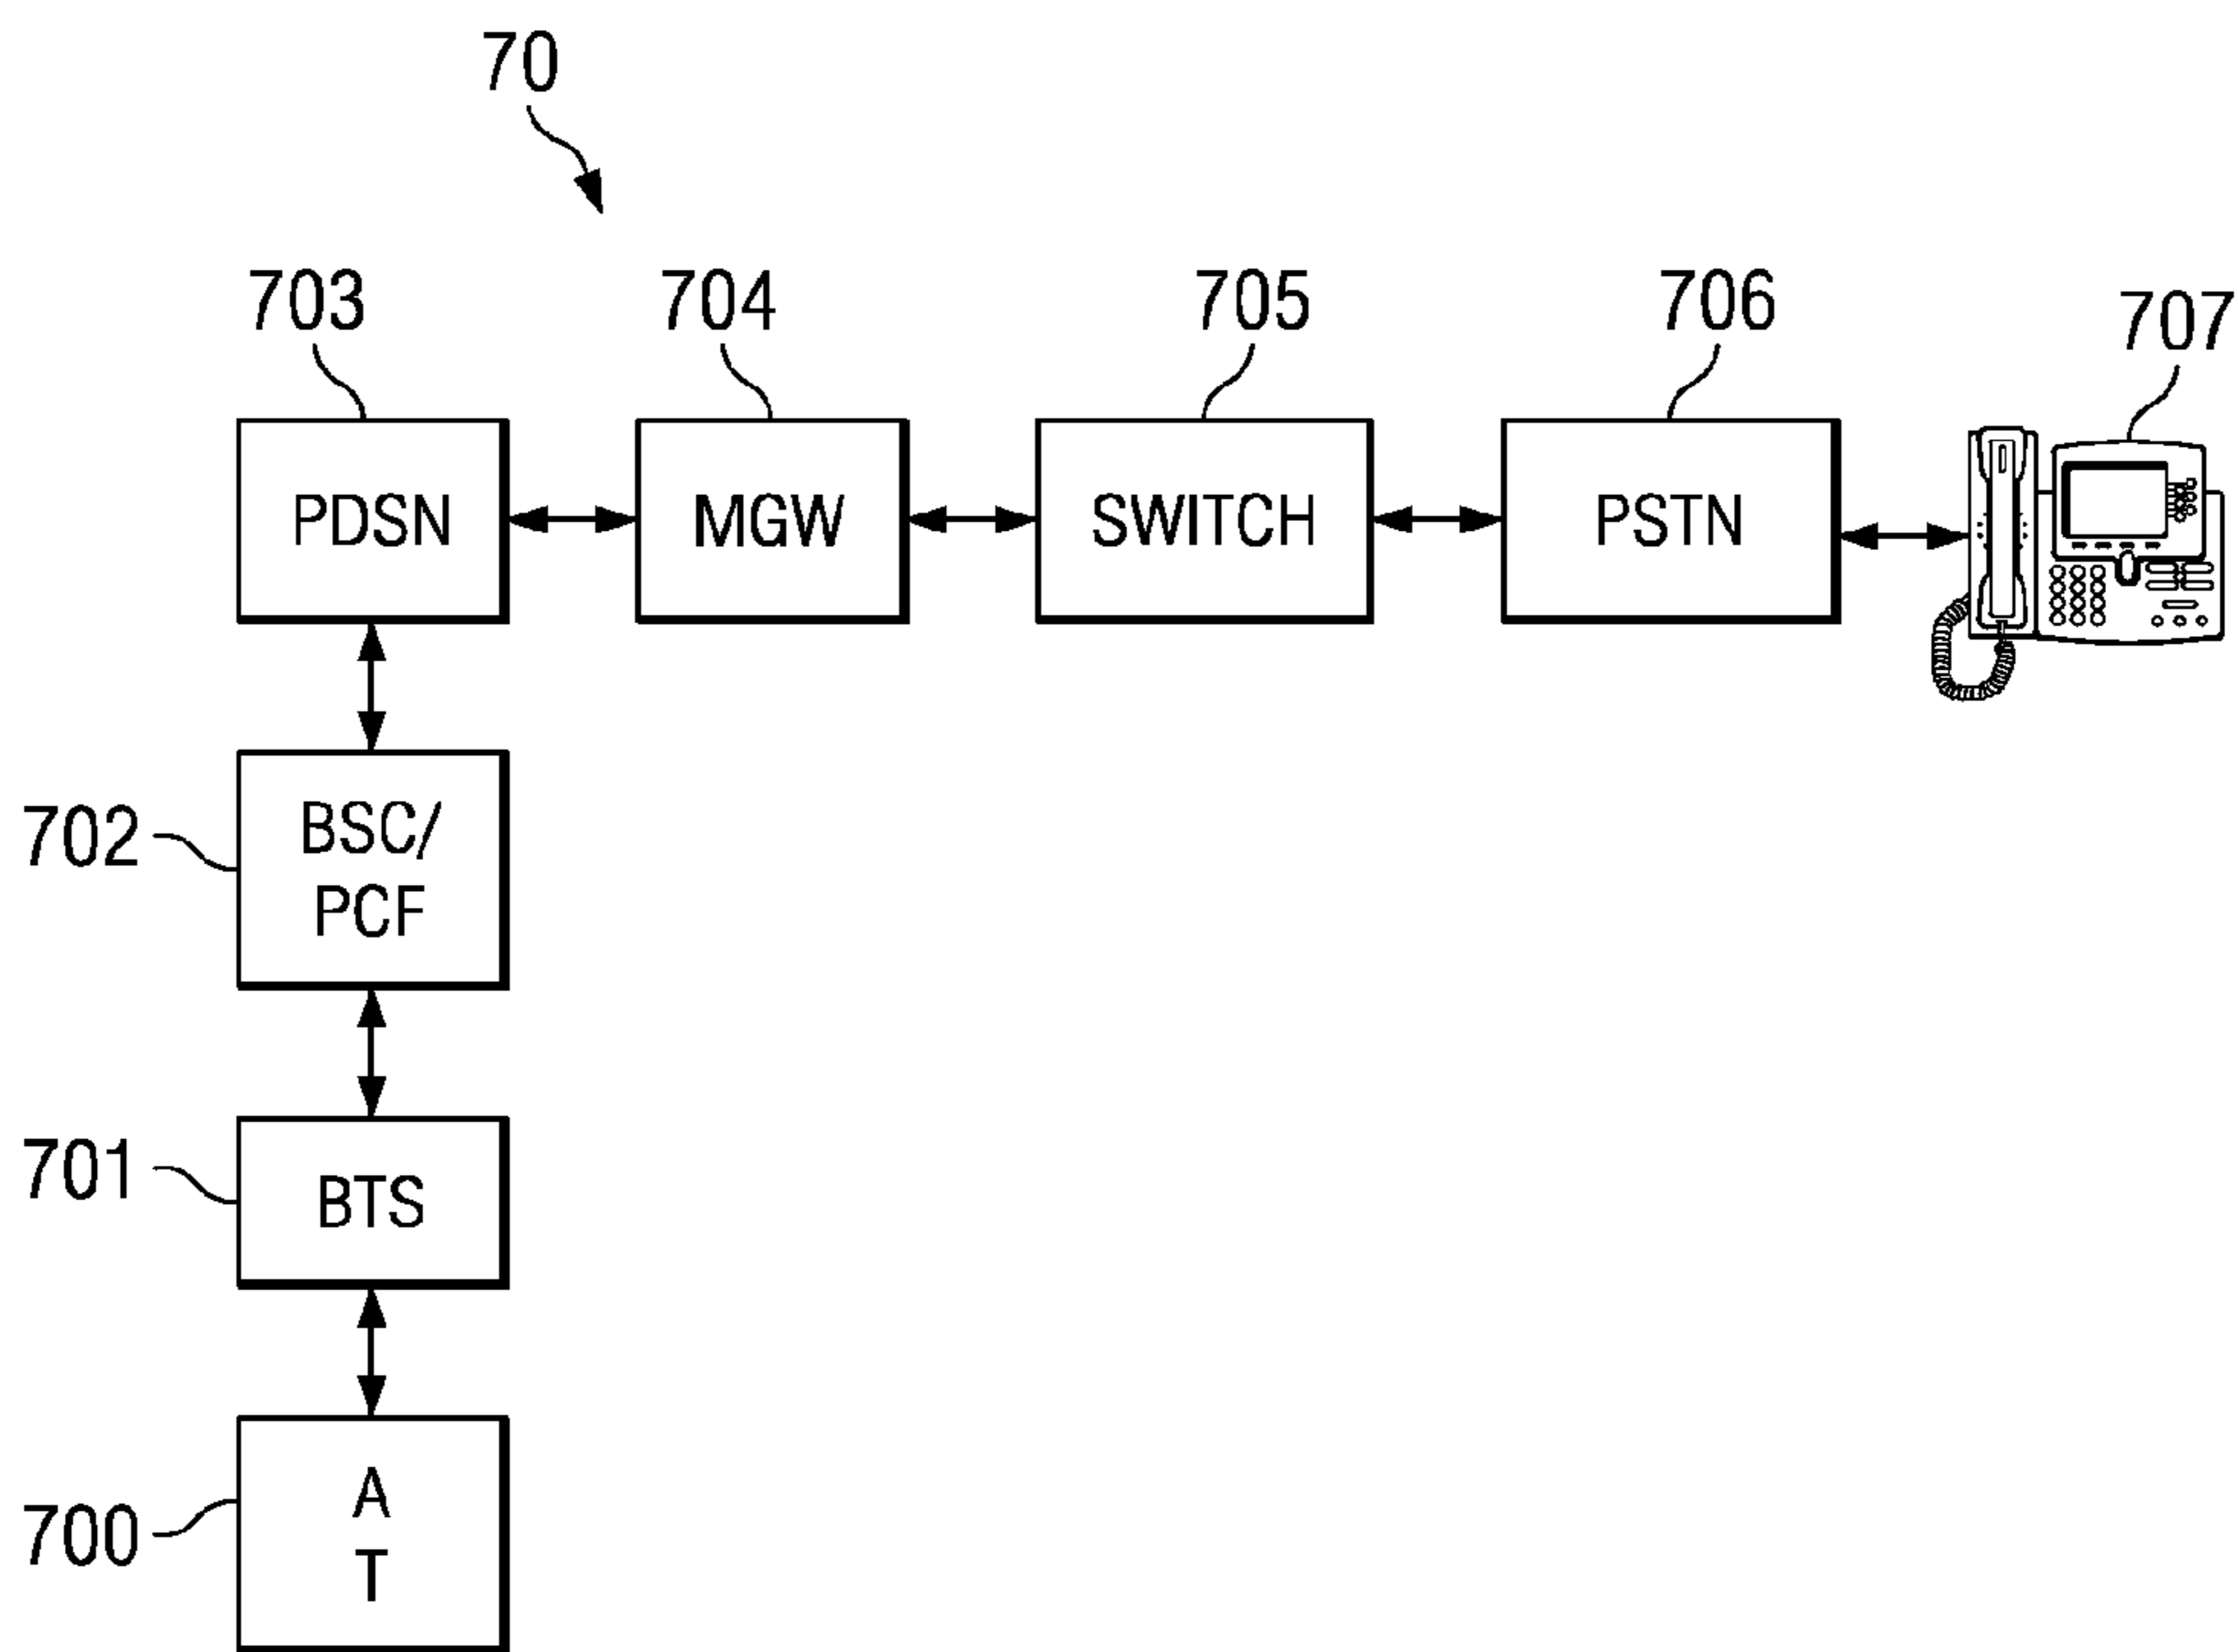 70
703
704
705
706
707
PDSN
MGW
SWITCH
PSTN
702
BSC/
PCF
701
BTS
700
A
T